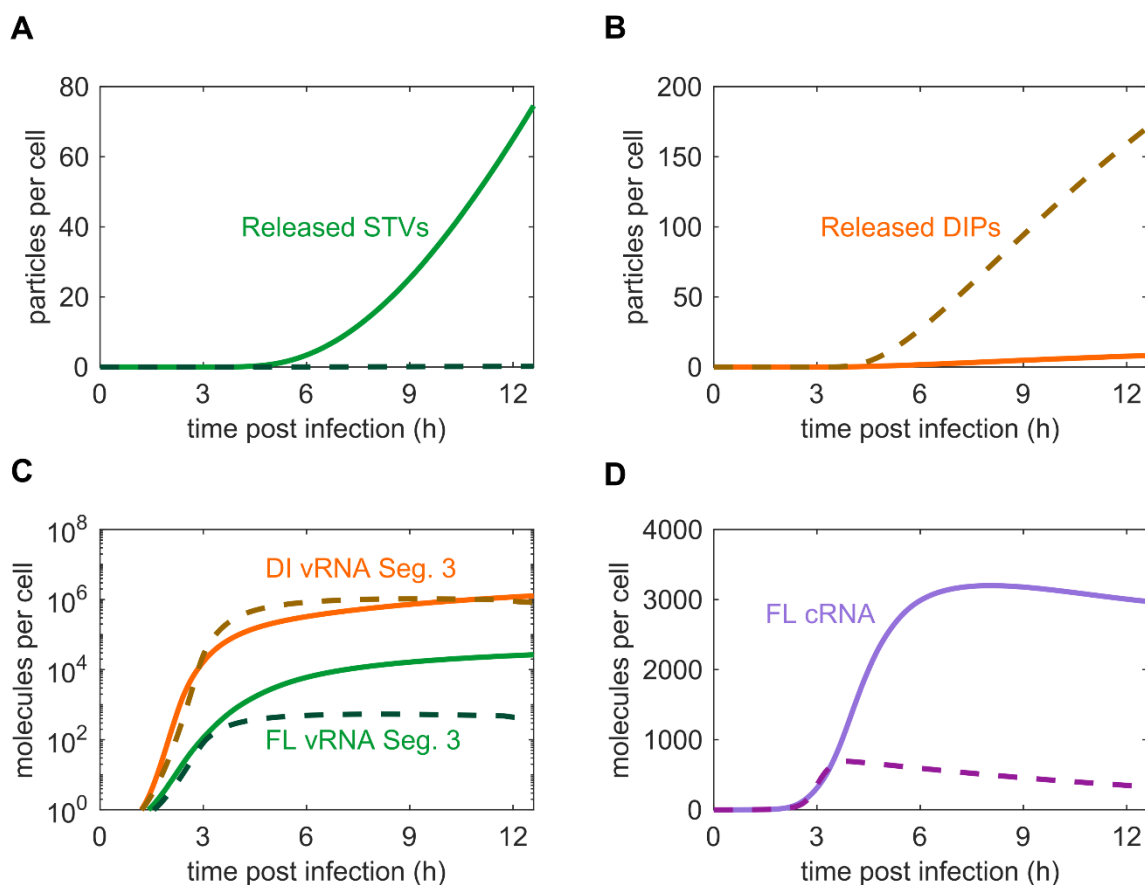 A
80
60
40
20
0
particles per cell
Released STVs
0 3 6 9 12
time post infection (h)
B
200
150
100
50
0
particles per cell
Released DIPs
0 3 6 9 12
time post infection (h)
C
10^8
10^6
10^4
10^2
10^0
molecules per cell
DI vRNA Seg. 3
FL vRNA Seg. 3
0 3 6 9 12
time post infection (h)
D
4000
3000
2000
1000
0
molecules per cell
FL cRNA
0 3 6 9 12
time post infection (h)